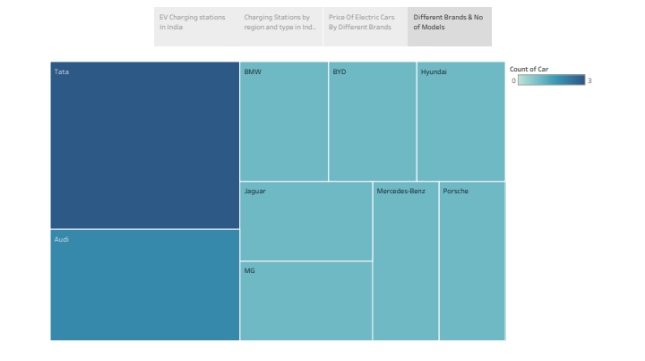 EV Charging stations
In India
Charging Stations by
region and type in Ind..
Price Of Electric Cars
By Different Brands
Different Brands & No
of Models
Tata
BMW
BYD
Hyundai
Count of Car
0
3
Jaguar
Mercedes-Benz
Porsche
Audi
MG